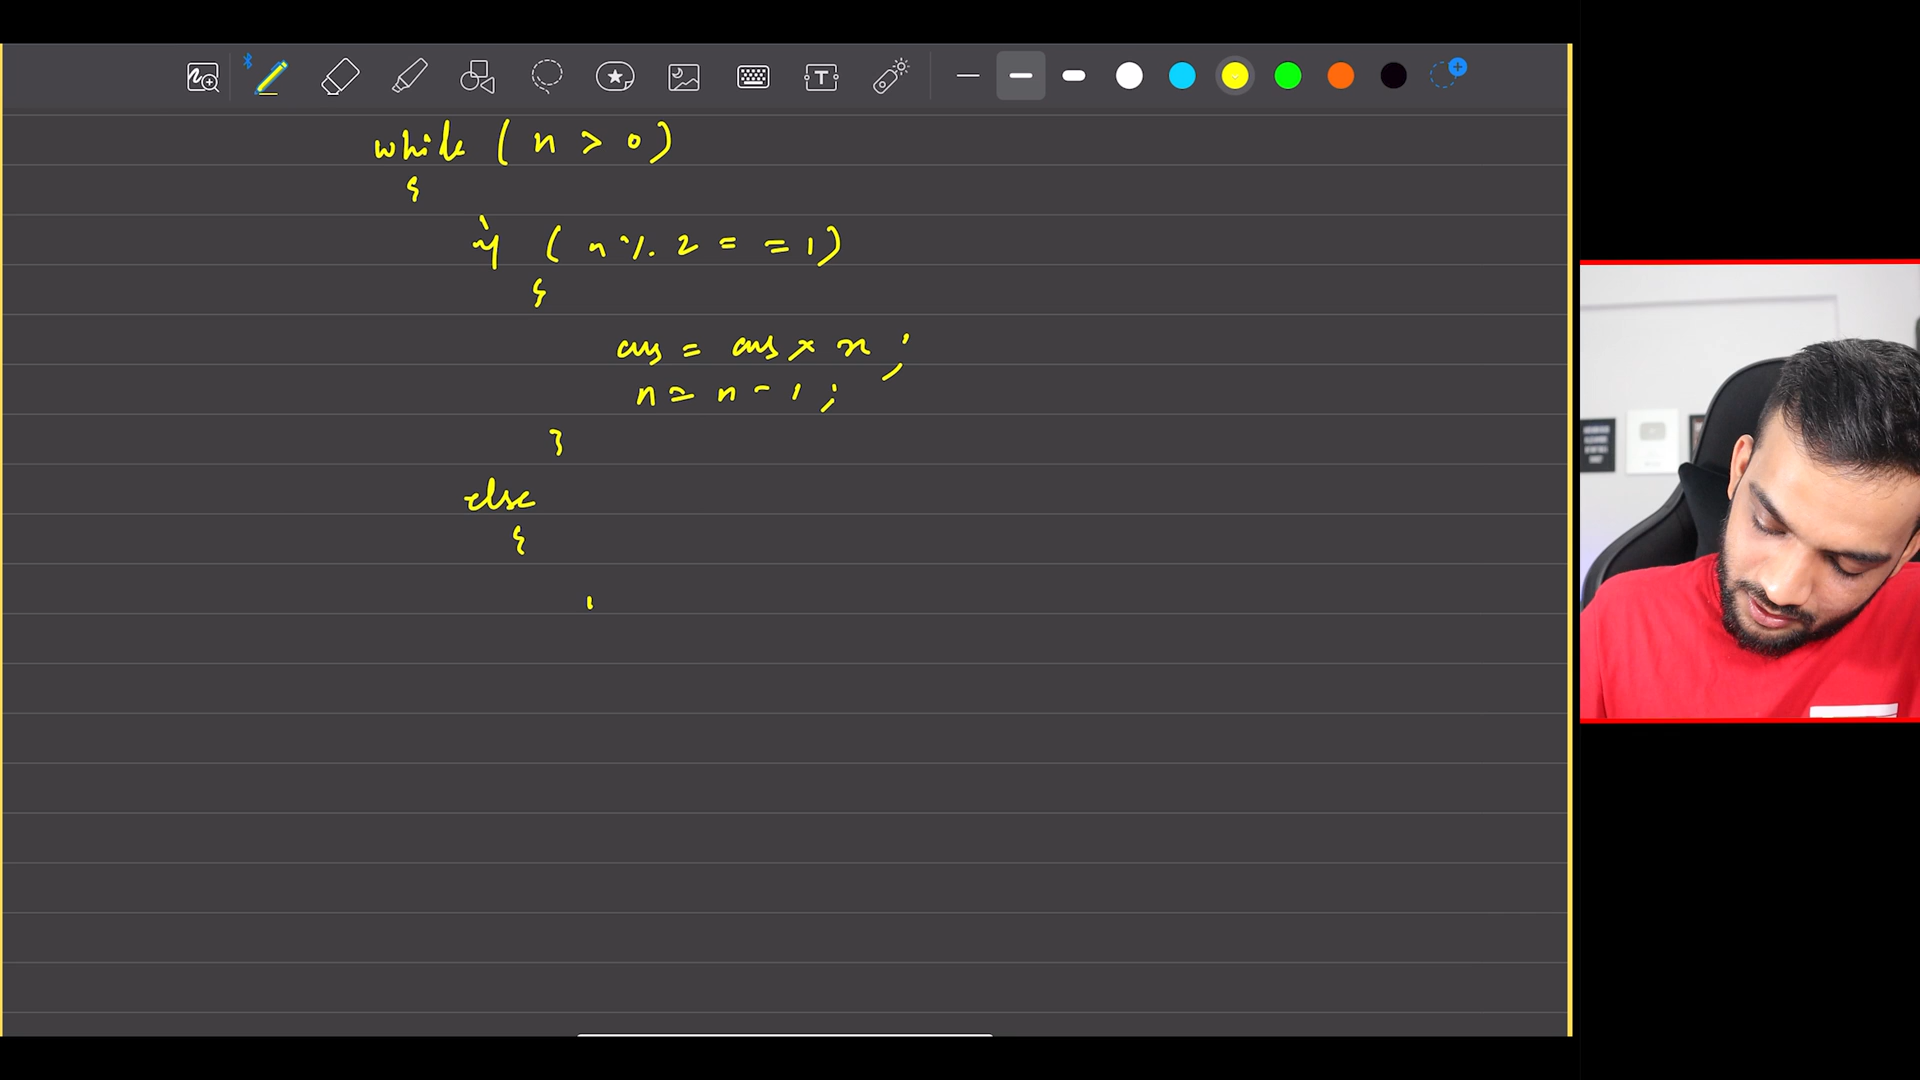 while ( n > 0 )
{
if ( n % 2 = = 1 )
{
ans = ans × x ;
n = n - 1 ;
}
else
{